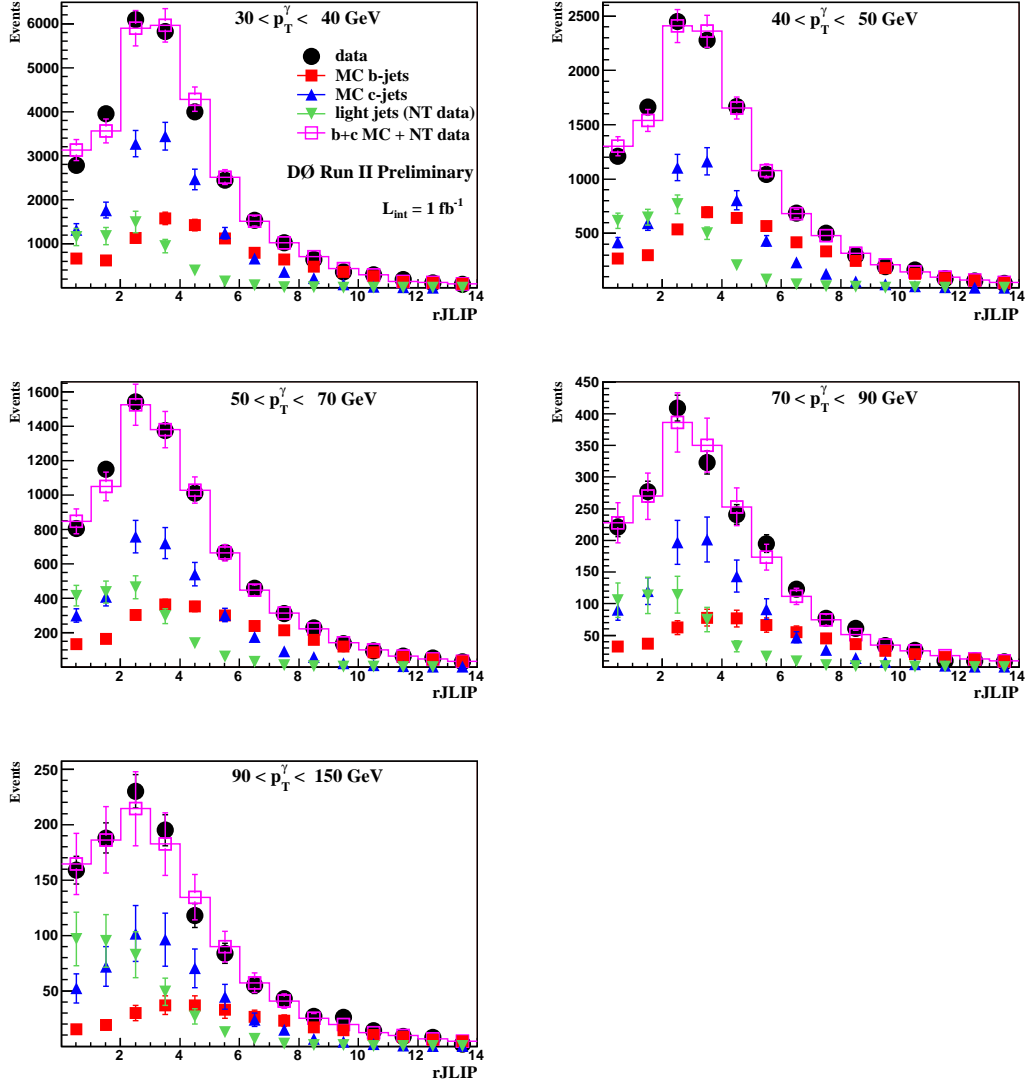 Events
30 < p_T^γ < 40 GeV
6000
5000
4000
3000
2000
1000
data
MC b-jets
MC c-jets
light jets (NT data)
b+c MC + NT data
DØ Run II Preliminary
L_int = 1 fb^-1
2 4 6 8 10 12 14
rJLIP
Events
40 < p_T^γ < 50 GeV
2500
2000
1500
1000
500
2 4 6 8 10 12 14
rJLIP
Events
50 < p_T^γ < 70 GeV
1600
1400
1200
1000
800
600
400
200
2 4 6 8 10 12 14
rJLIP
Events
70 < p_T^γ < 90 GeV
450
400
350
300
250
200
150
100
50
2 4 6 8 10 12 14
rJLIP
Events
90 < p_T^γ < 150 GeV
250
200
150
100
50
2 4 6 8 10 12 14
rJLIP